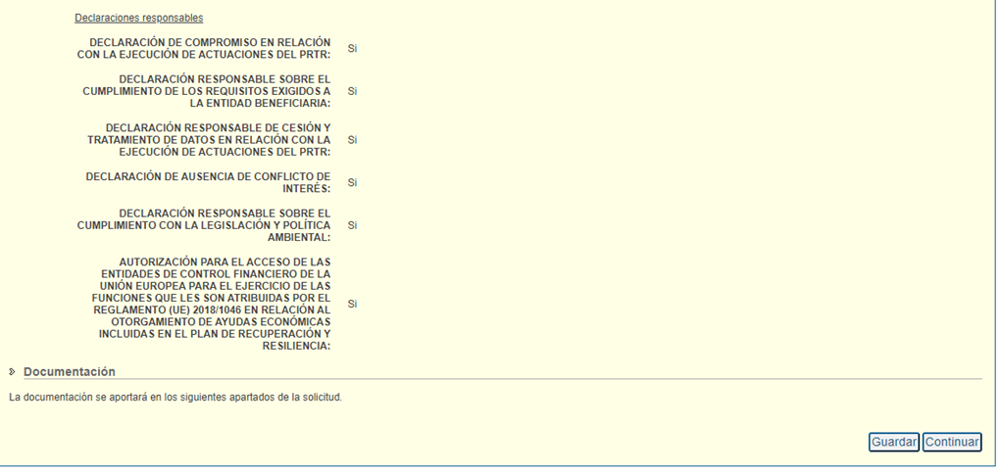 Declaraciones responsables
DECLARACIÓN DE COMPROMISO EN RELACIÓN
CON LA EJECUCIÓN DE ACTUACIONES DEL PRTR: Si
DECLARACIÓN RESPONSABLE SOBRE EL
CUMPLIMIENTO DE LOS REQUISITOS EXIGIDOS A Si
LA ENTIDAD BENEFICIARIA:
DECLARACIÓN RESPONSABLE DE CESIÓN Y
TRATAMIENTO DE DATOS EN RELACIÓN CON LA Si
EJECUCIÓN DE ACTUACIONES DEL PRTR:
DECLARACIÓN DE AUSENCIA DE CONFLICTO DE Si
INTERÉS:
DECLARACIÓN RESPONSABLE SOBRE EL
CUMPLIMIENTO CON LA LEGISLACIÓN Y POLÍTICA Si
AMBIENTAL:
AUTORIZACIÓN PARA EL ACCESO DE LAS
ENTIDADES DE CONTROL FINANCIERO DE LA
UNIÓN EUROPEA PARA EL EJERCICIO DE LAS
FUNCIONES QUE LES SON ATRIBUIDAS POR EL Si
REGLAMENTO (UE) 2018/1046 EN RELACIÓN AL
OTORGAMIENTO DE AYUDAS ECONÓMICAS
INCLUIDAS EN EL PLAN DE RECUPERACIÓN Y
RESILIENCIA:
Documentación
La documentación se aportará en los siguientes apartados de la solicitud.
Guardar Continuar